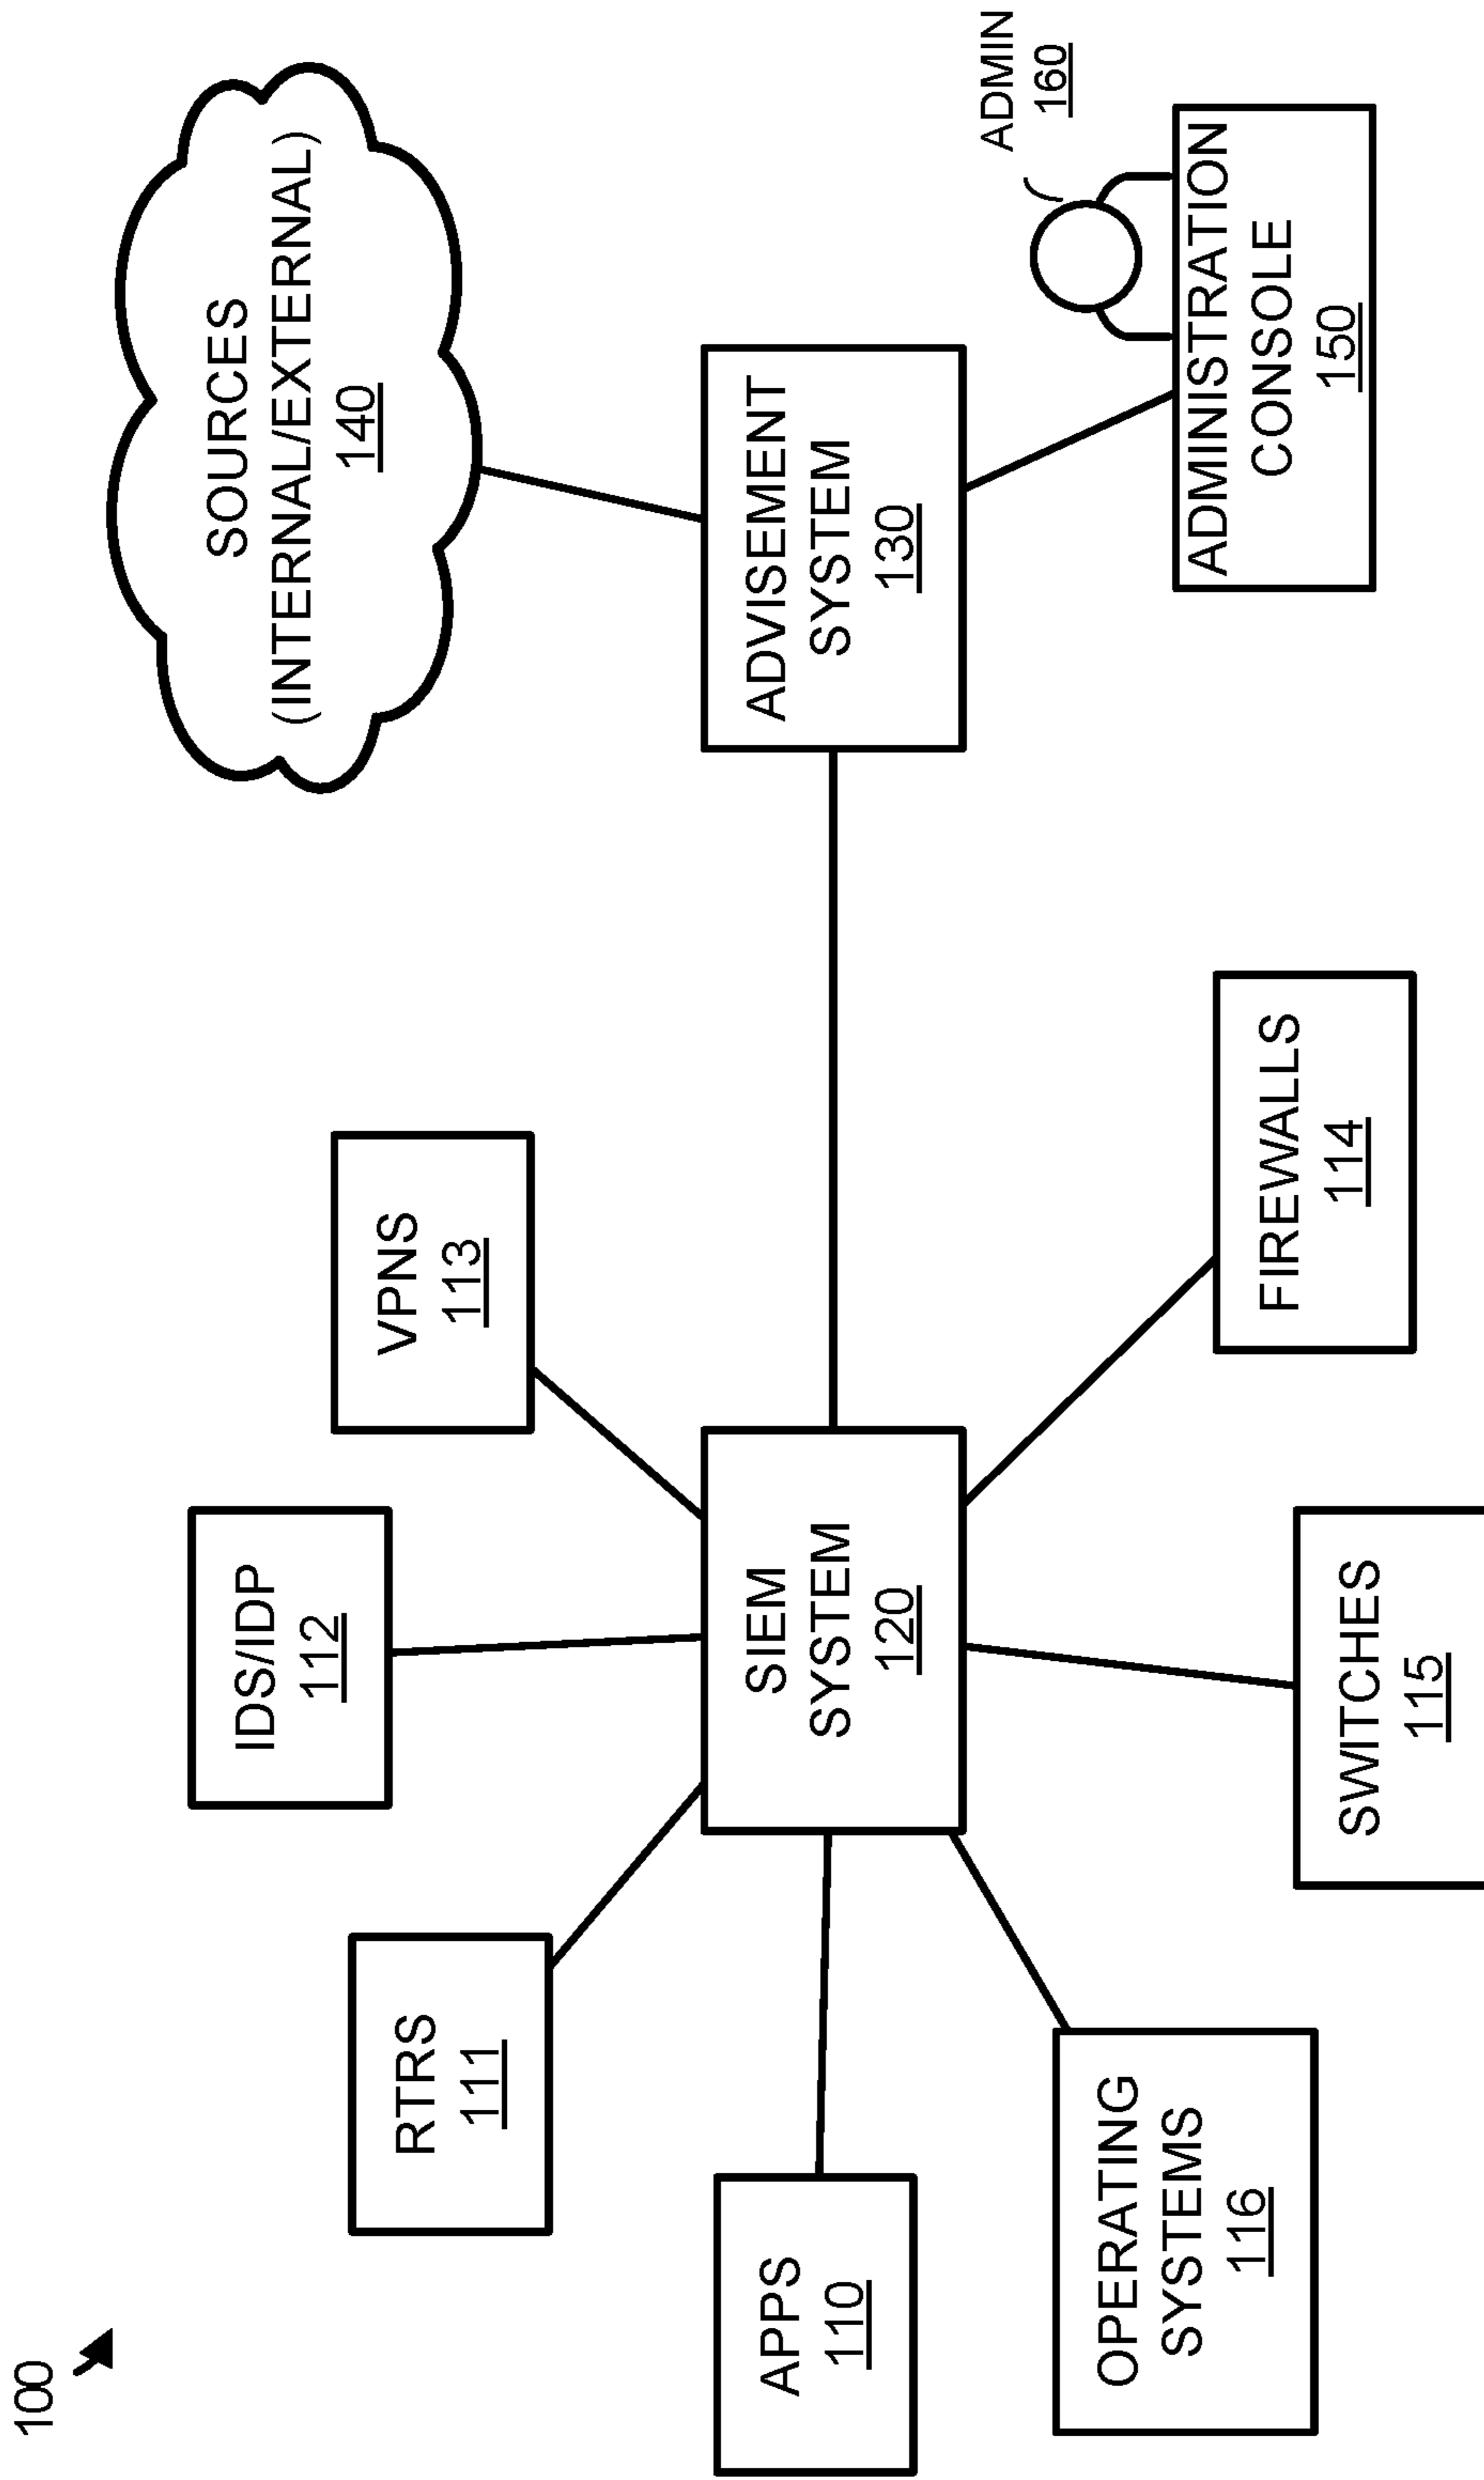 100
SOURCES
(INTERNAL/EXTERNAL)
140
IDS/IDP
112
VPNS
113
RTRS
111
APPS
110
SIEM
SYSTEM
120
ADVISEMENT
SYSTEM
130
ADMIN
160
ADMINISTRATION
CONSOLE
150
OPERATING
SYSTEMS
116
SWITCHES
115
FIREWALLS
114